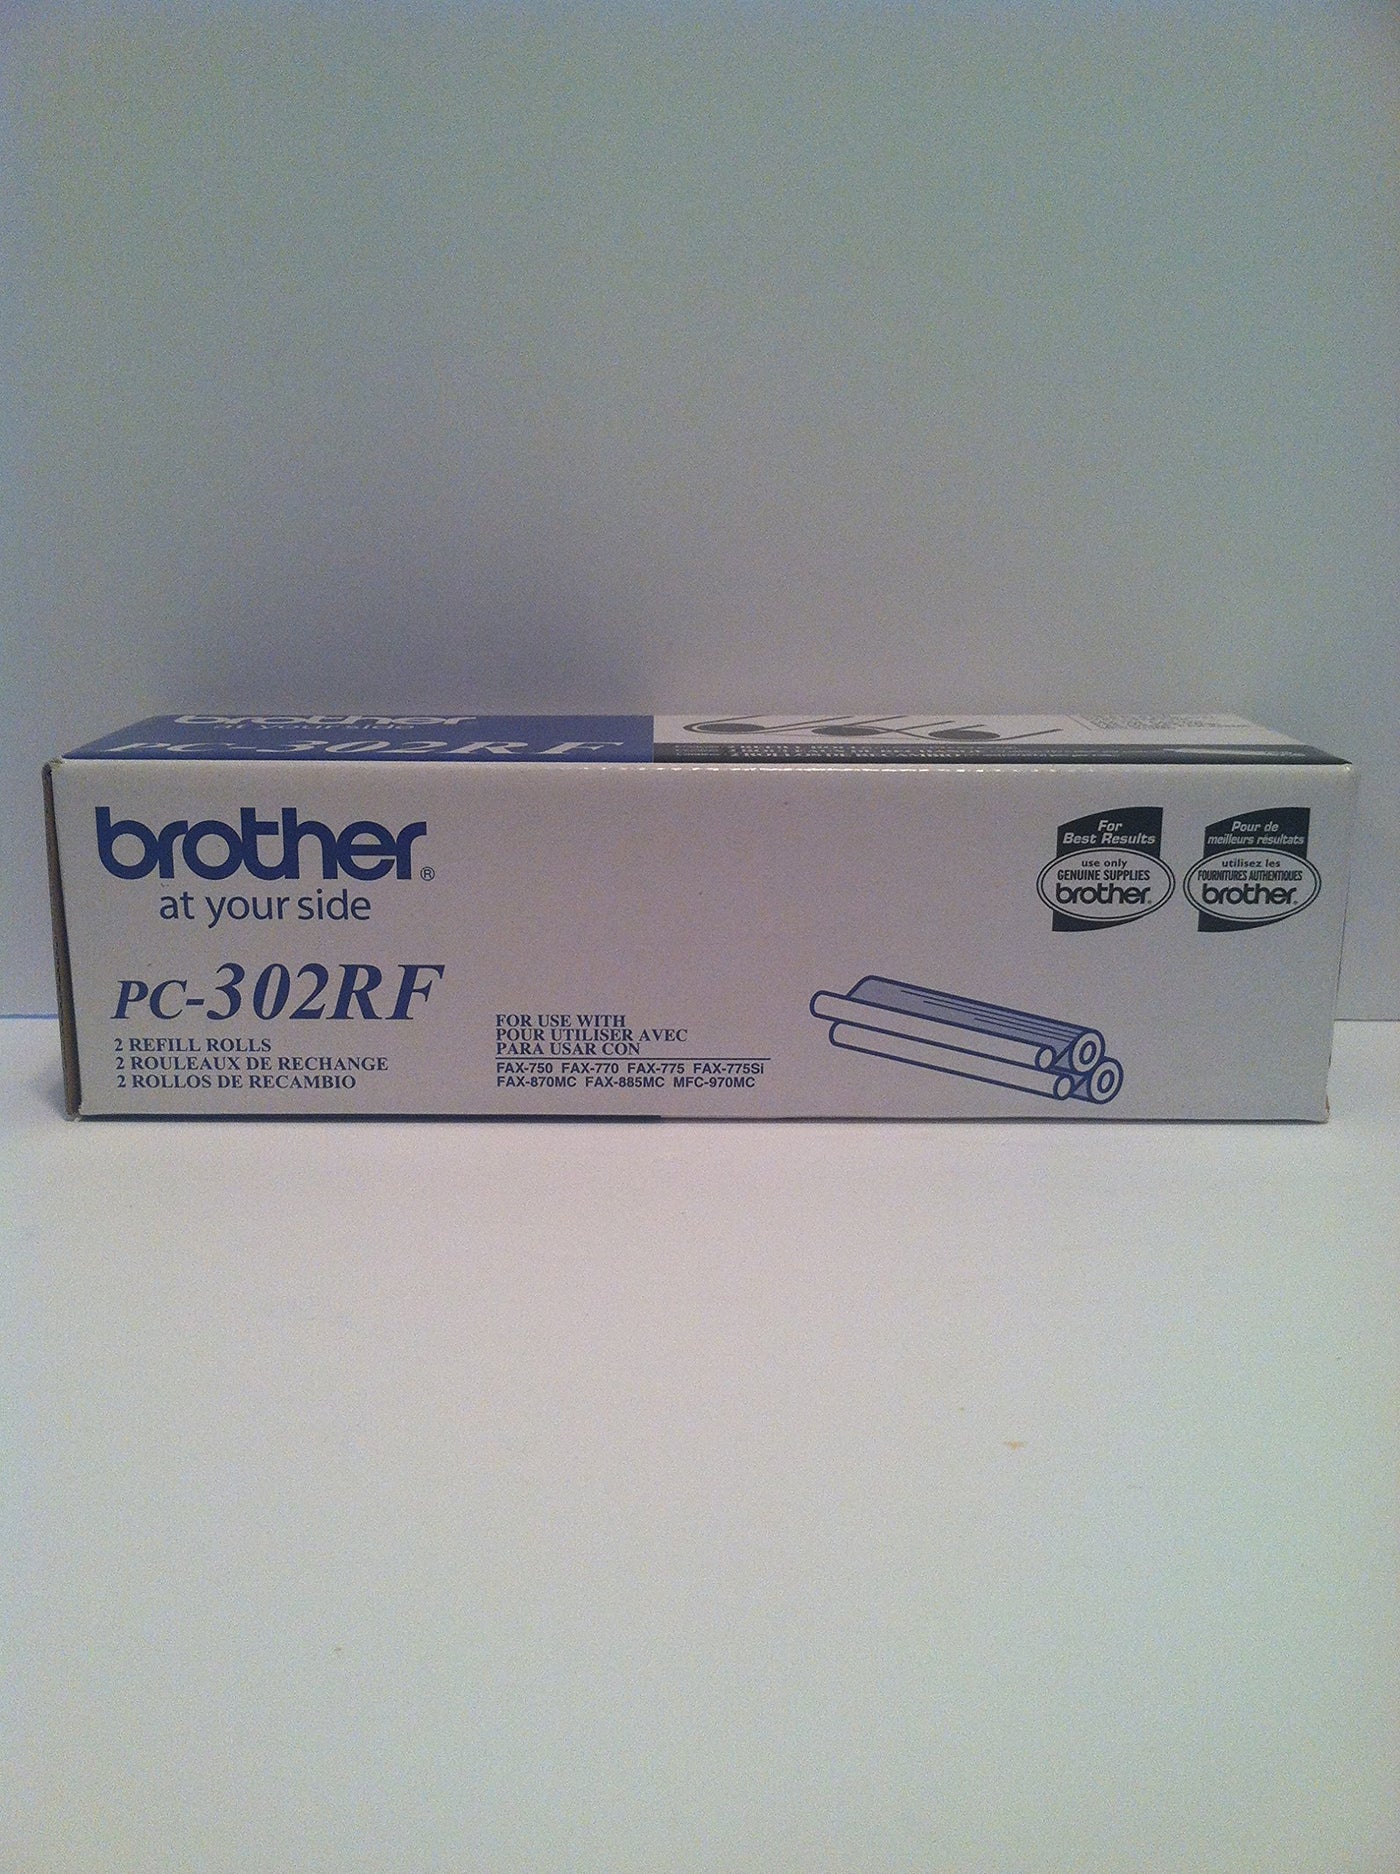 brother
at your side
PC-302RF
brother®
at your side
PC-302RF
2 REFILL ROLLS
2 ROULEAUX DE RECHANGE
2 ROLLOS DE RECAMBIO
FOR USE WITH
POUR UTILISER AVEC
PARA USAR CON
FAX-750 FAX-770 FAX-775 FAX-775Si
FAX-870MC FAX-885MC MFC-970MC
For
Best Results
use only
GENUINE SUPPLIES
brother®
Pour de
meilleurs résultats
utilisez les
FOURNITURES AUTHENTIQUES
brother®